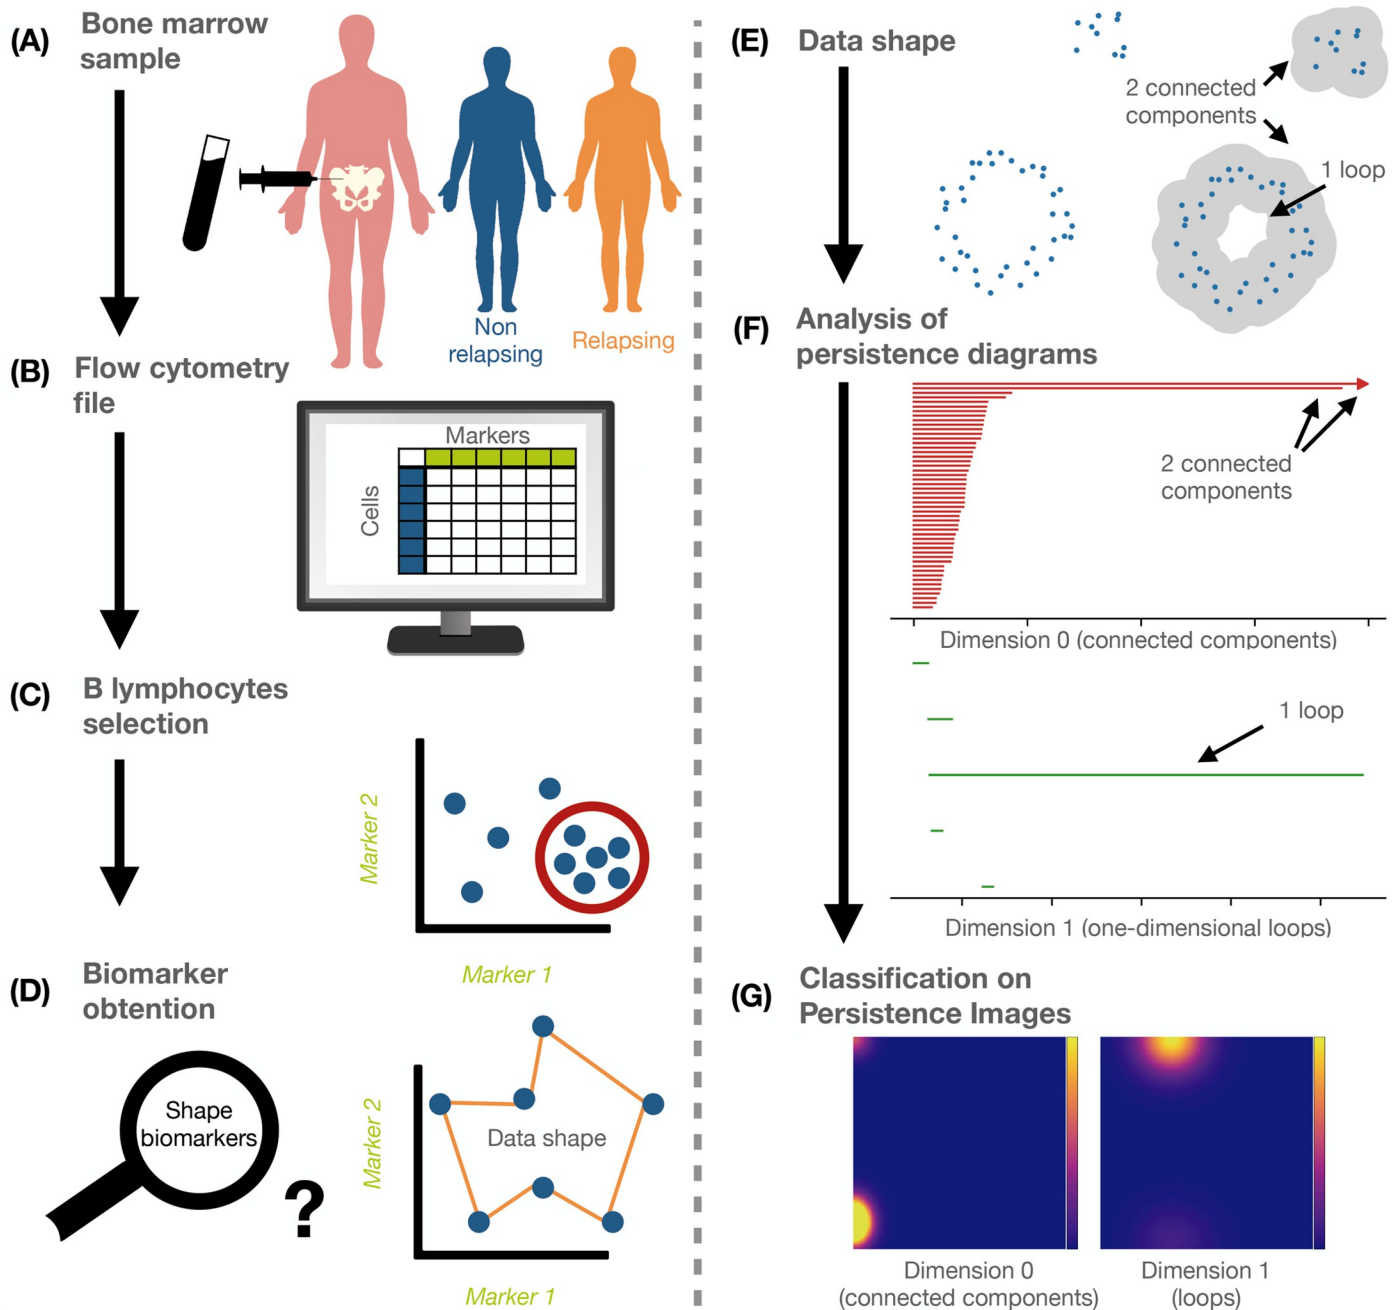 (A)
Bone marrow
sample
Non
relapsing
Relapsing
(B)
Flow cytometry
file
Markers
Cells
(C)
B lymphocytes
selection
Marker 2
Marker 1
(D)
Biomarker
obtention
Shape
biomarkers
?
Marker 2
Data shape
Marker 1
(E)
Data shape
2 connected
components
1 loop
(F)
Analysis of
persistence diagrams
2 connected
components
Dimension 0 (connected components)
1 loop
Dimension 1 (one-dimensional loops)
(G)
Classification on
Persistence Images
Dimension 0
(connected components)
Dimension 1
(loops)